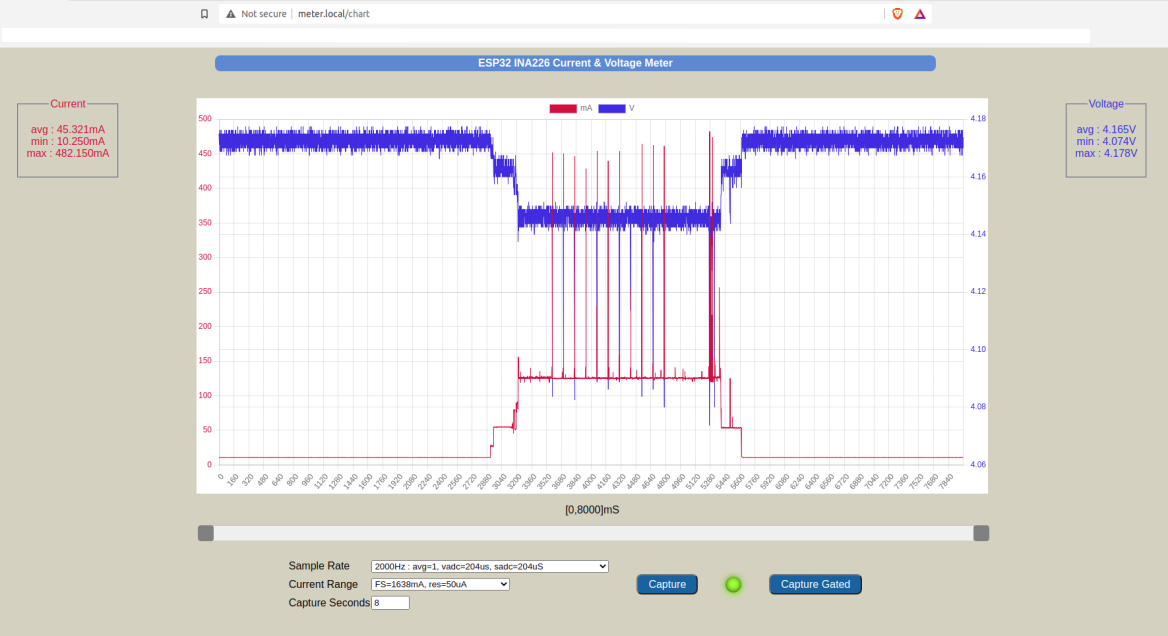 Not secure | meter.local/chart
ESP32 INA226 Current & Voltage Meter
Current
avg : 45.321mA
min : 10.250mA
max : 482.150mA
mA V
500
450
400
350
300
250
200
150
100
50
0
4.18
4.16
4.14
4.12
4.10
4.08
4.06
0 160 320 480 640 800 960 1120 1280 1440 1600 1760 1920 2080 2240 2400 2560 2720 2880 3040 3200 3360 3520 3680 3840 4000 4160 4320 4480 4640 4800 4960 5120 5280 5440 5600 5760 5920 6080 6240 6400 6560 6720 6880 7040 7200 7360 7520 7680 7840
Voltage
avg : 4.165V
min : 4.074V
max : 4.178V
[0,8000]mS
Sample Rate 2000Hz : avg=1, vadc=204us, sadc=204uS
Current Range FS=1638mA, res=50uA
Capture Seconds 8
Capture Capture Gated